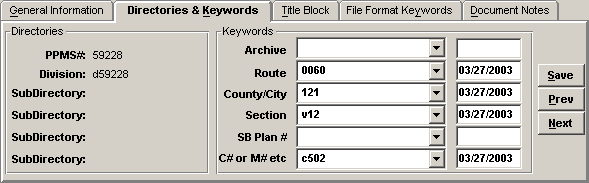 General Information Directories & Keywords Title Block File Format Keywords Document Notes
Directories
PPMS#: 59228
Division: d59228
SubDirectory:
SubDirectory:
SubDirectory:
SubDirectory:
Keywords
Archive
Route 0060 03/27/2003
County/City 121 03/27/2003
Section v12 03/27/2003
SB Plan #
C# or M# etc c502 03/27/2003
Save
Prev
Next